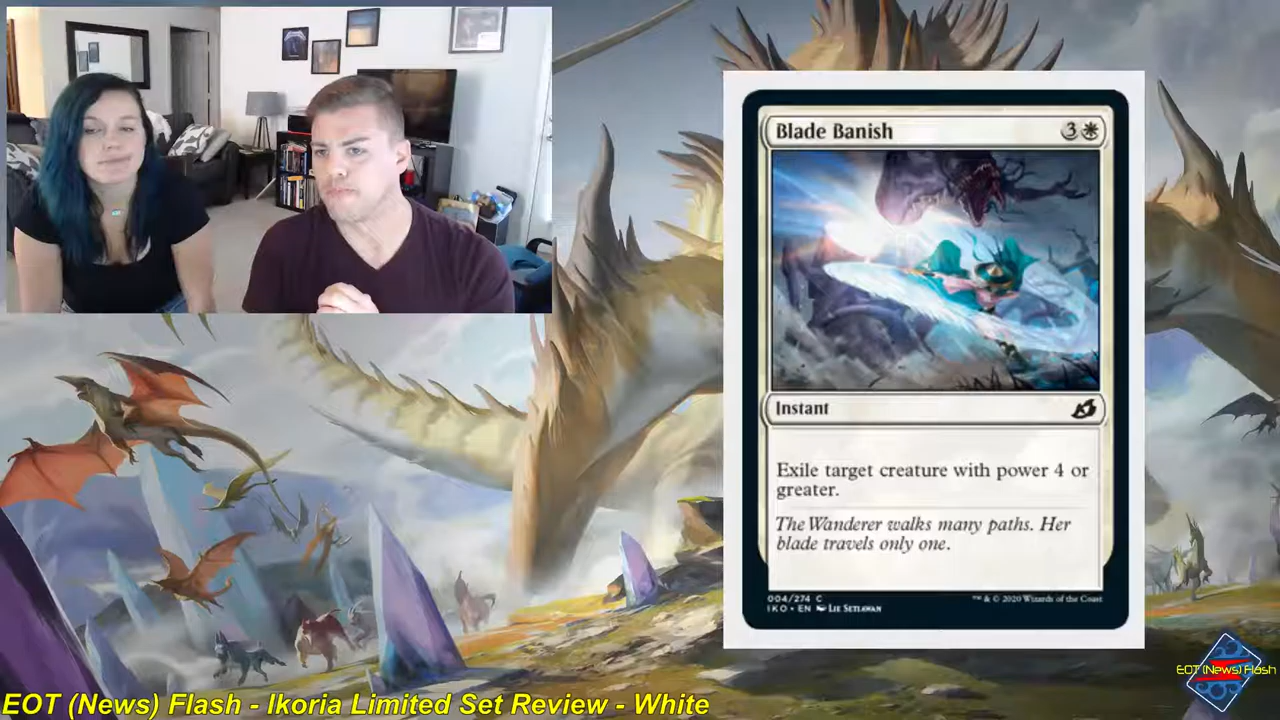 Blade Banish 3
Instant
Exile target creature with power 4 or
greater.
The Wanderer walks many paths. Her
blade travels only one.
004/274 C
IKO • EN Lie Setiawan
™ & © 2020 Wizards of the Coast
EOT (News) Flash
EOT (News) Flash - Ikoria Limited Set Review - White